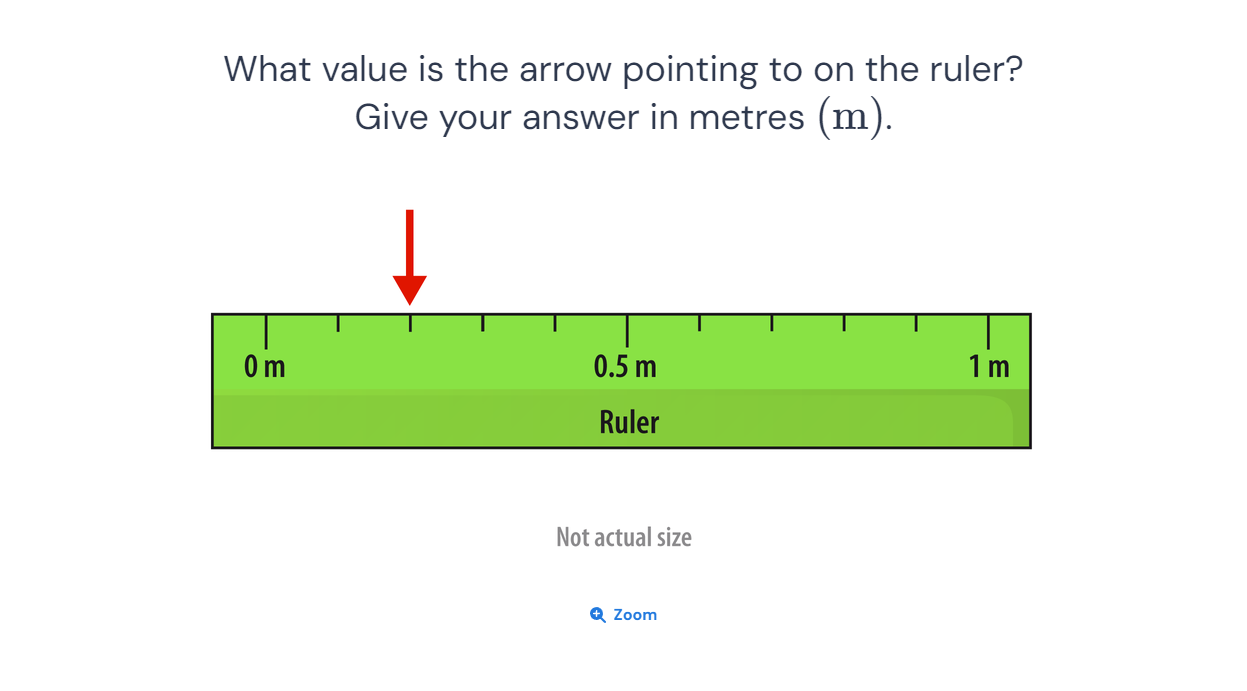 What value is the arrow pointing to on the ruler?
Give your answer in metres (m).
0 m 0.5 m 1 m
Ruler
Not actual size
Zoom